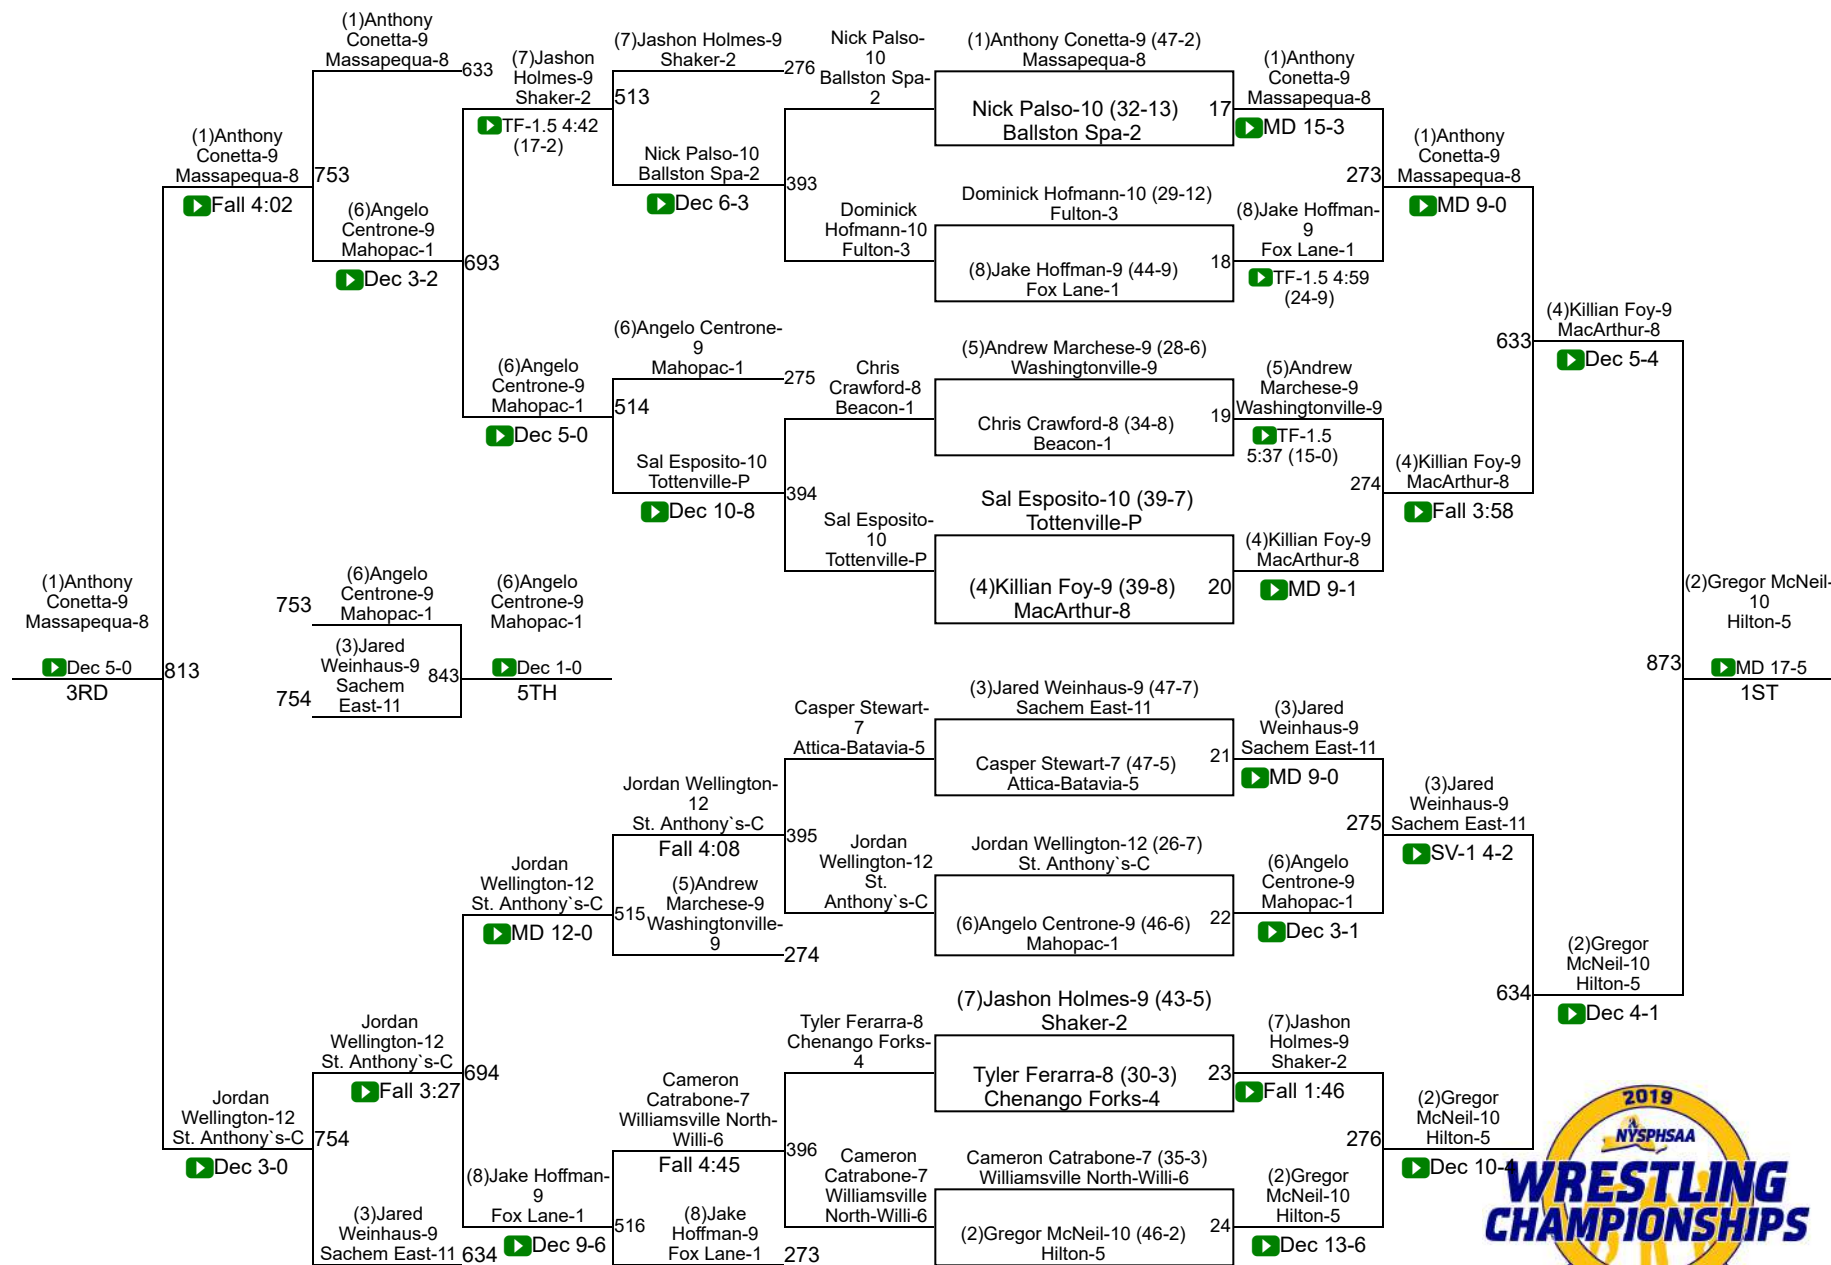 (1)Anthony
Conetta-9
Massapequa-8
633
(7)Jashon
Holmes-9
Shaker-2
TF-1.5 4:42
(17-2)
(7)Jashon Holmes-9
Shaker-2
276
513
Nick Palso-
10
Ballston Spa-
2
(1)Anthony Conetta-9 (47-2)
Massapequa-8
Nick Palso-10 (32-13)
Ballston Spa-2
17
(1)Anthony
Conetta-9
Massapequa-8
MD 15-3
(1)Anthony
Conetta-9
Massapequa-8
Fall 4:02
753
Nick Palso-10
Ballston Spa-2
Dec 6-3
393
273
(1)Anthony
Conetta-9
Massapequa-8
MD 9-0
(6)Angelo
Centrone-9
Mahopac-1
Dec 3-2
693
Dominick
Hofmann-10
Fulton-3
Dominick Hofmann-10 (29-12)
Fulton-3
(8)Jake Hoffman-9 (44-9)
Fox Lane-1
18
(8)Jake Hoffman-
9
Fox Lane-1
TF-1.5 4:59
(24-9)
(6)Angelo Centrone-
9
Mahopac-1
275
(6)Angelo
Centrone-9
Mahopac-1
Dec 5-0
514
Chris
Crawford-8
Beacon-1
(5)Andrew Marchese-9 (28-6)
Washingtonville-9
Chris Crawford-8 (34-8)
Beacon-1
19
(5)Andrew
Marchese-9
Washingtonville-9
TF-1.5
5:37 (15-0)
633
(4)Killian Foy-9
MacArthur-8
Dec 5-4
Sal Esposito-10
Tottenville-P
Dec 10-8
394
274
(4)Killian Foy-9
MacArthur-8
Fall 3:58
Sal Esposito-
10
Tottenville-P
Sal Esposito-10 (39-7)
Tottenville-P
(4)Killian Foy-9 (39-8)
MacArthur-8
20
(4)Killian Foy-9
MacArthur-8
MD 9-1
(1)Anthony
Conetta-9
Massapequa-8
Dec 5-0
3RD
813
753
(6)Angelo
Centrone-9
Mahopac-1
(3)Jared
Weinhaus-9
Sachem
East-11
754
843
(6)Angelo
Centrone-9
Mahopac-1
Dec 1-0
5TH
873
(2)Gregor McNeil-
10
Hilton-5
MD 17-5
1ST
Casper Stewart-
7
Attica-Batavia-5
(3)Jared Weinhaus-9 (47-7)
Sachem East-11
Casper Stewart-7 (47-5)
Attica-Batavia-5
21
(3)Jared
Weinhaus-9
Sachem East-11
MD 9-0
Jordan Wellington-
12
St. Anthony`s-C
Fall 4:08
395
275
(3)Jared
Weinhaus-9
Sachem East-11
SV-1 4-2
Jordan
Wellington-12
St. Anthony`s-C
MD 12-0
515
(5)Andrew
Marchese-9
Washingtonville-
9
274
Jordan
Wellington-12
St.
Anthony`s-C
Jordan Wellington-12 (26-7)
St. Anthony`s-C
(6)Angelo Centrone-9 (46-6)
Mahopac-1
22
(6)Angelo
Centrone-9
Mahopac-1
Dec 3-1
634
(2)Gregor
McNeil-10
Hilton-5
Dec 4-1
Jordan
Wellington-12
St. Anthony`s-C
Fall 3:27
694
Tyler Ferarra-8
Chenango Forks-
4
(7)Jashon Holmes-9 (43-5)
Shaker-2
Tyler Ferarra-8 (30-3)
Chenango Forks-4
23
(7)Jashon
Holmes-9
Shaker-2
Fall 1:46
Jordan
Wellington-12
St. Anthony`s-C
Dec 3-0
754
Cameron
Catrabone-7
Williamsville North-
Willi-6
Fall 4:45
396
276
(2)Gregor
McNeil-10
Hilton-5
Dec 10-4
(3)Jared
Weinhaus-9
Sachem East-11
634
(8)Jake Hoffman-
9
Fox Lane-1
Dec 9-6
516
(8)Jake
Hoffman-9
Fox Lane-1
273
Cameron
Catrabone-7
Williamsville
North-Willi-6
Cameron Catrabone-7 (35-3)
Williamsville North-Willi-6
(2)Gregor McNeil-10 (46-2)
Hilton-5
24
(2)Gregor
McNeil-10
Hilton-5
Dec 13-6
2019
NYSPHSAA
WRESTLING
CHAMPIONSHIPS